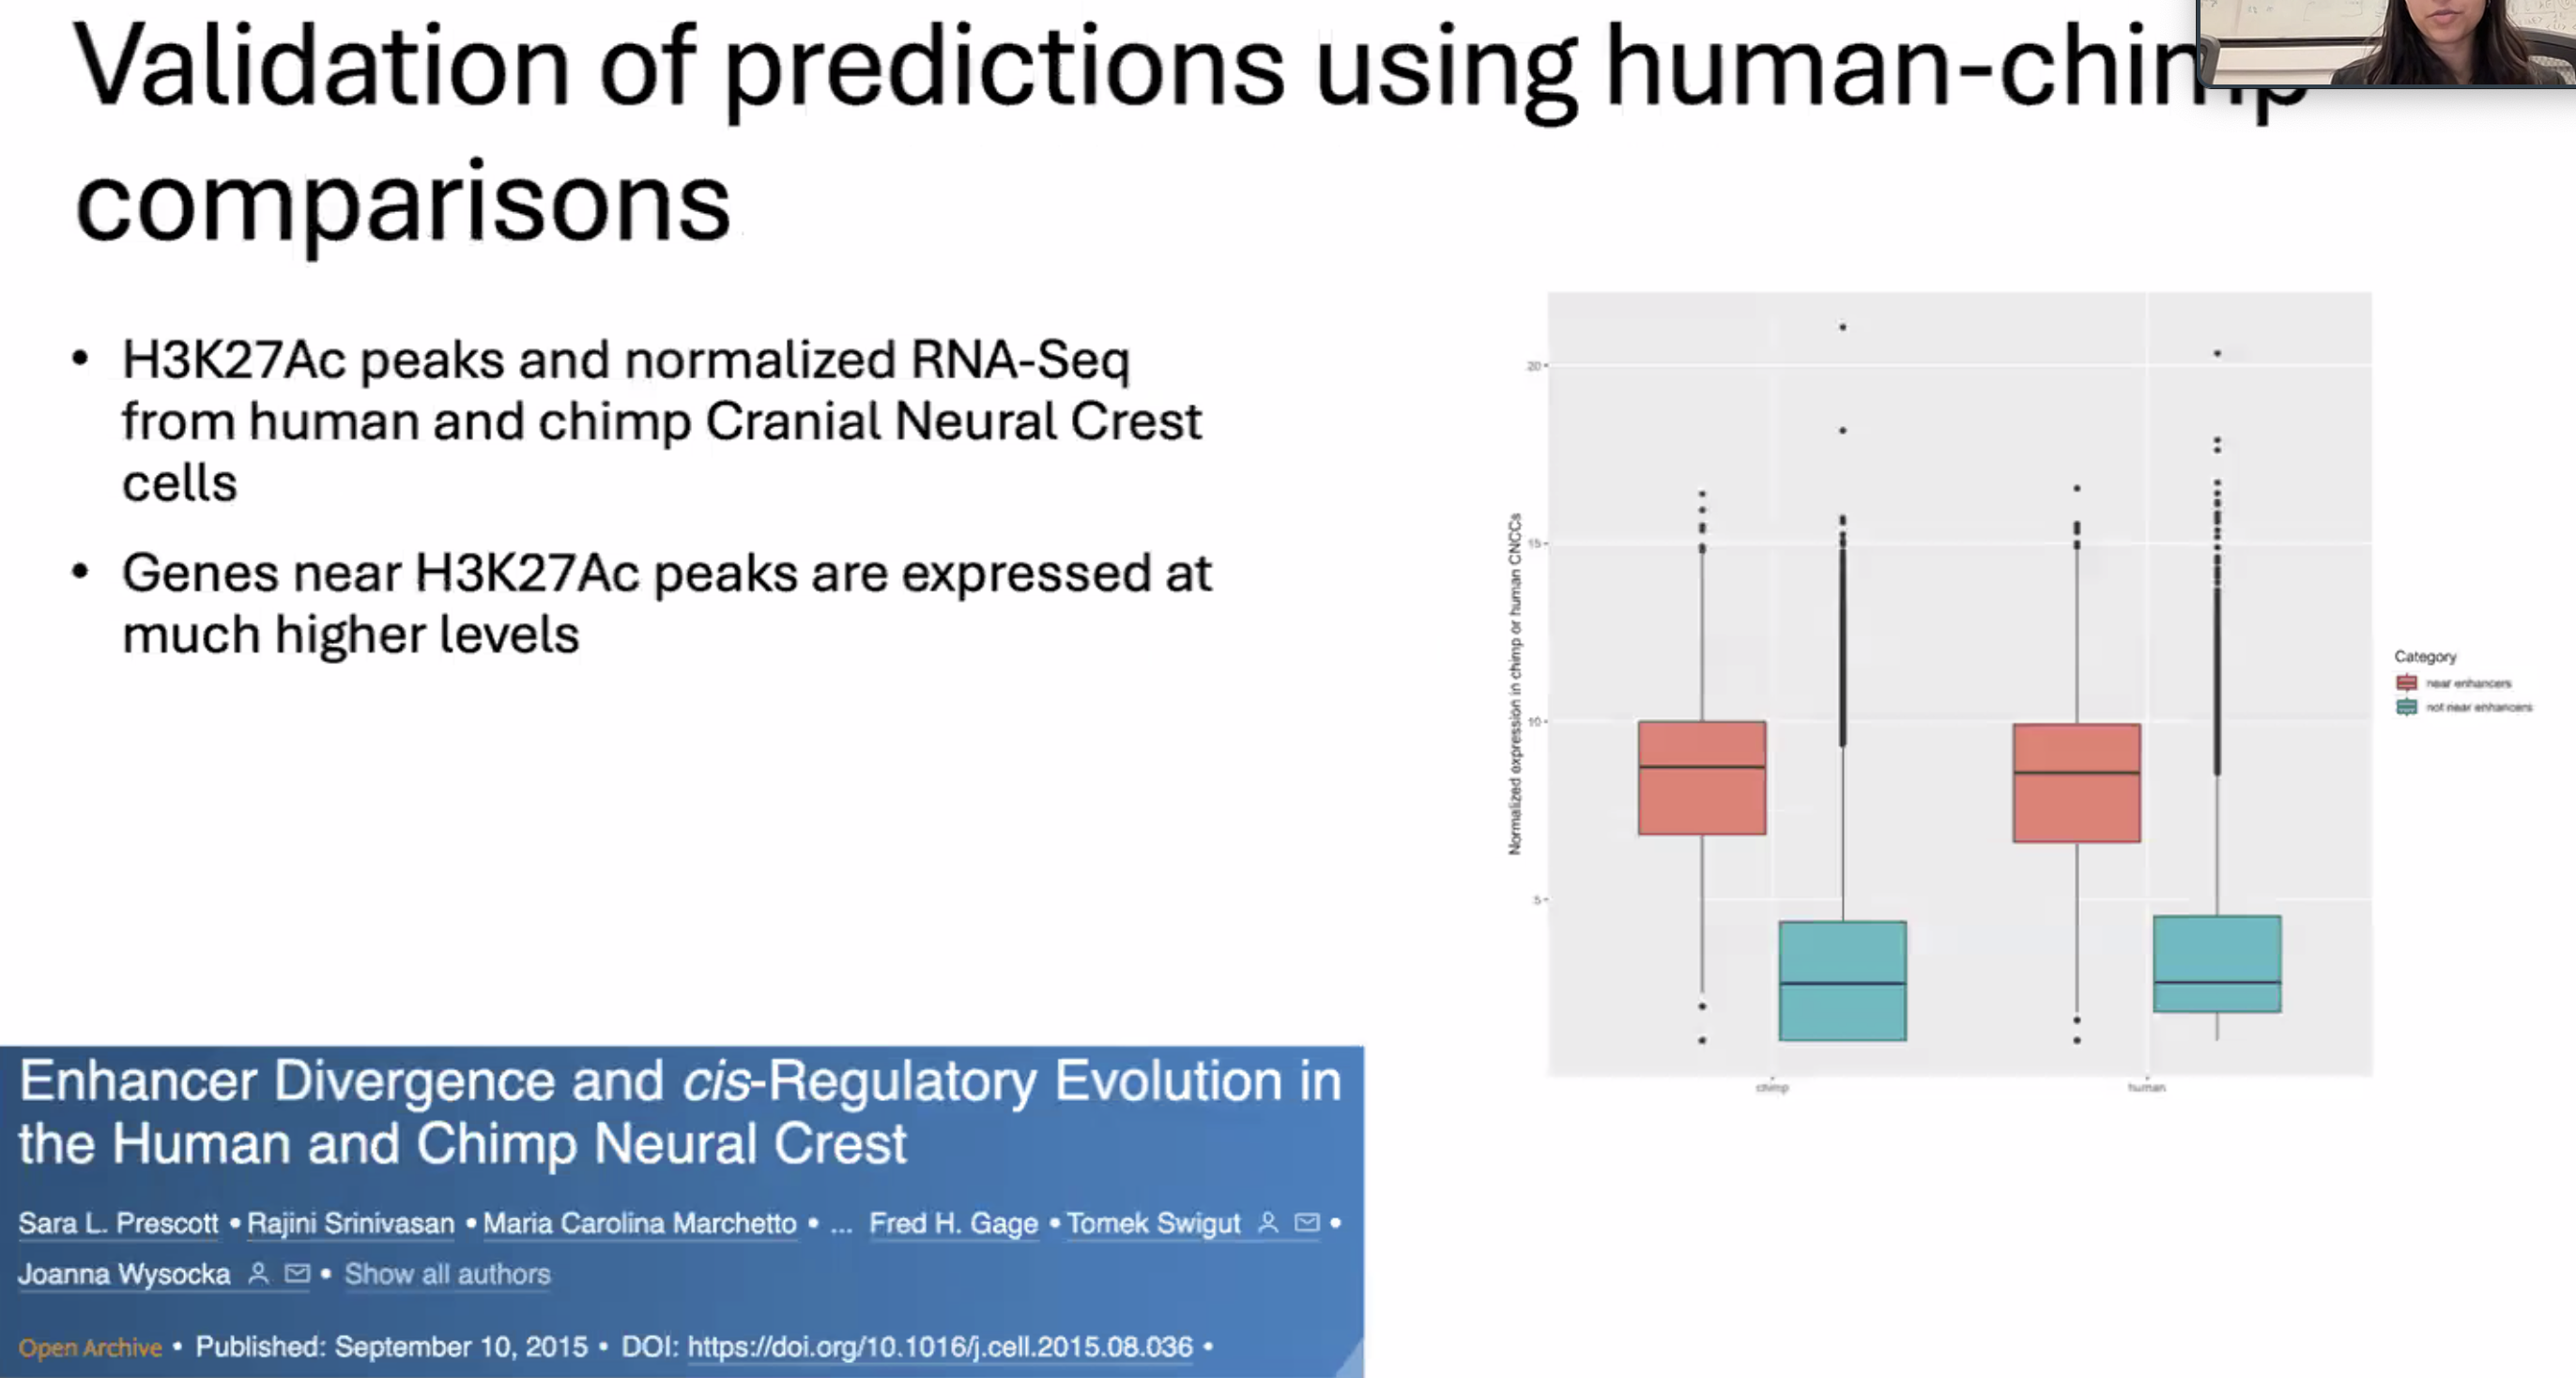 Validation of predictions using human-chimp
comparisons
• H3K27Ac peaks and normalized RNA-Seq
from human and chimp Cranial Neural Crest
cells
• Genes near H3K27Ac peaks are expressed at
much higher levels
Normalized expression in chimp or human CNCCs
20
15
10
5
chimp
human
Category
near enhancers
not near enhancers
Enhancer Divergence and cis-Regulatory Evolution in
the Human and Chimp Neural Crest
Sara L. Prescott • Rajini Srinivasan • Maria Carolina Marchetto • ... Fred H. Gage • Tomek Swigut •
Joanna Wysocka • Show all authors
Open Archive • Published: September 10, 2015 • DOI: https://doi.org/10.1016/j.cell.2015.08.036 •